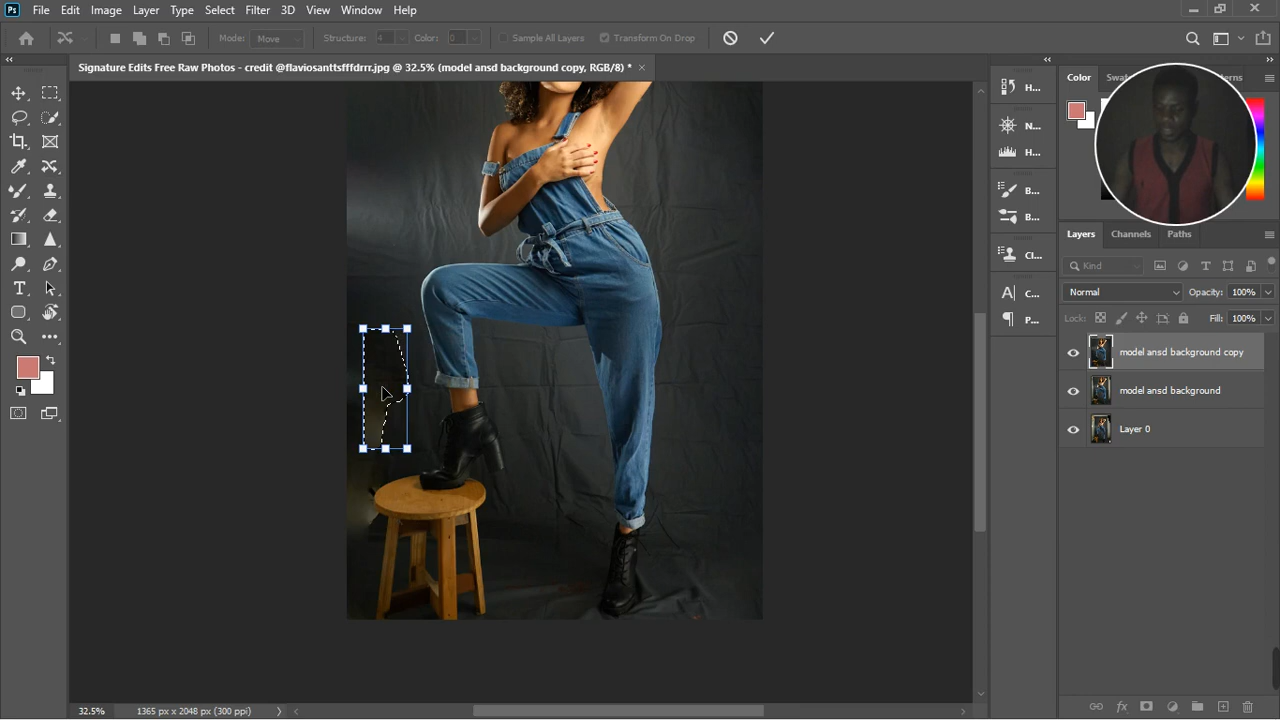 Ps File Edit Image Layer Type Select Filter 3D View Window Help
Mode: Move Structure: 4 Color: 0 Sample All Layers Transform On Drop
Signature Edits Free Raw Photos - credit @flaviosanttsfffdrrr.jpg @ 32.5% (model ansd background copy, RGB/8) *
H...
N...
H...
B...
B...
Cl...
C...
P...
Color
Layers Channels Paths
Kind
Normal Opacity: 100%
Lock: Fill: 100%
model ansd background copy
model ansd background
Layer 0
fx
32.5% 1365 px x 2048 px (300 ppi)